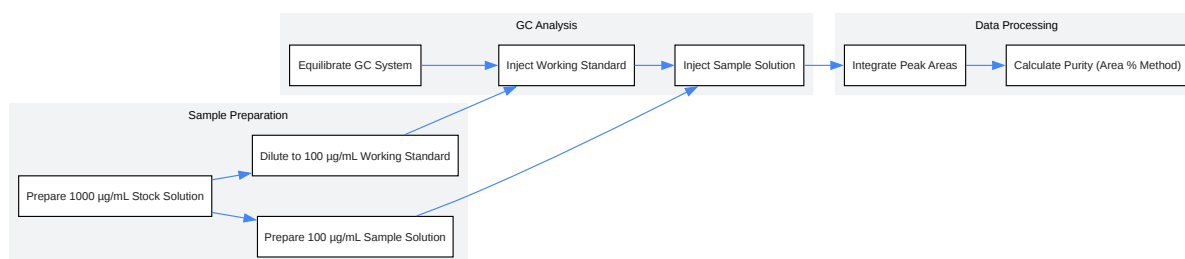 GC Analysis
Equilibrate GC System
Inject Working Standard
Inject Sample Solution
Data Processing
Integrate Peak Areas
Calculate Purity (Area % Method)
Sample Preparation
Prepare 1000 µg/mL Stock Solution
Dilute to 100 µg/mL Working Standard
Prepare 100 µg/mL Sample Solution